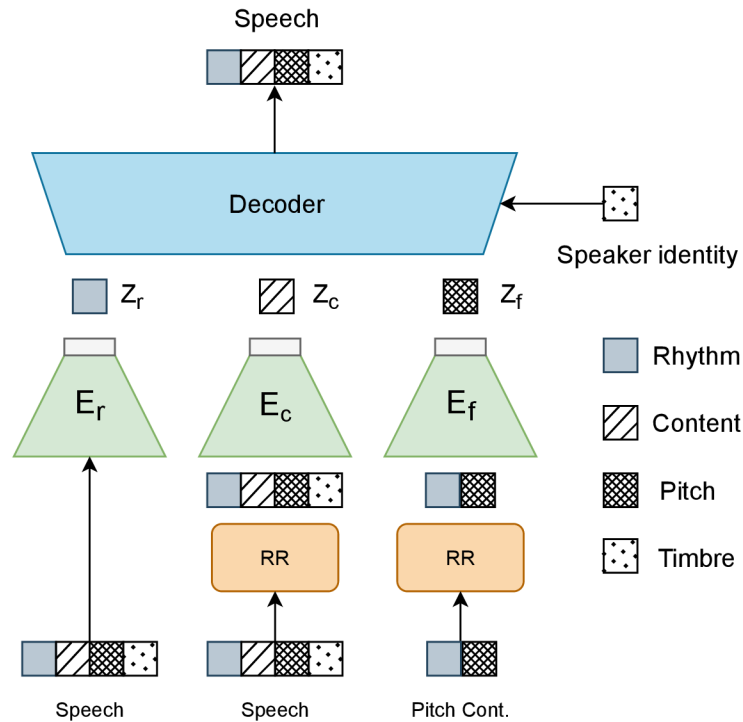 Speech
Decoder
Speaker identity
Zr
Zc
Zf
Er
Ec
Ef
Rhythm
Content
Pitch
Timbre
RR
RR
Speech
Speech
Pitch Cont.